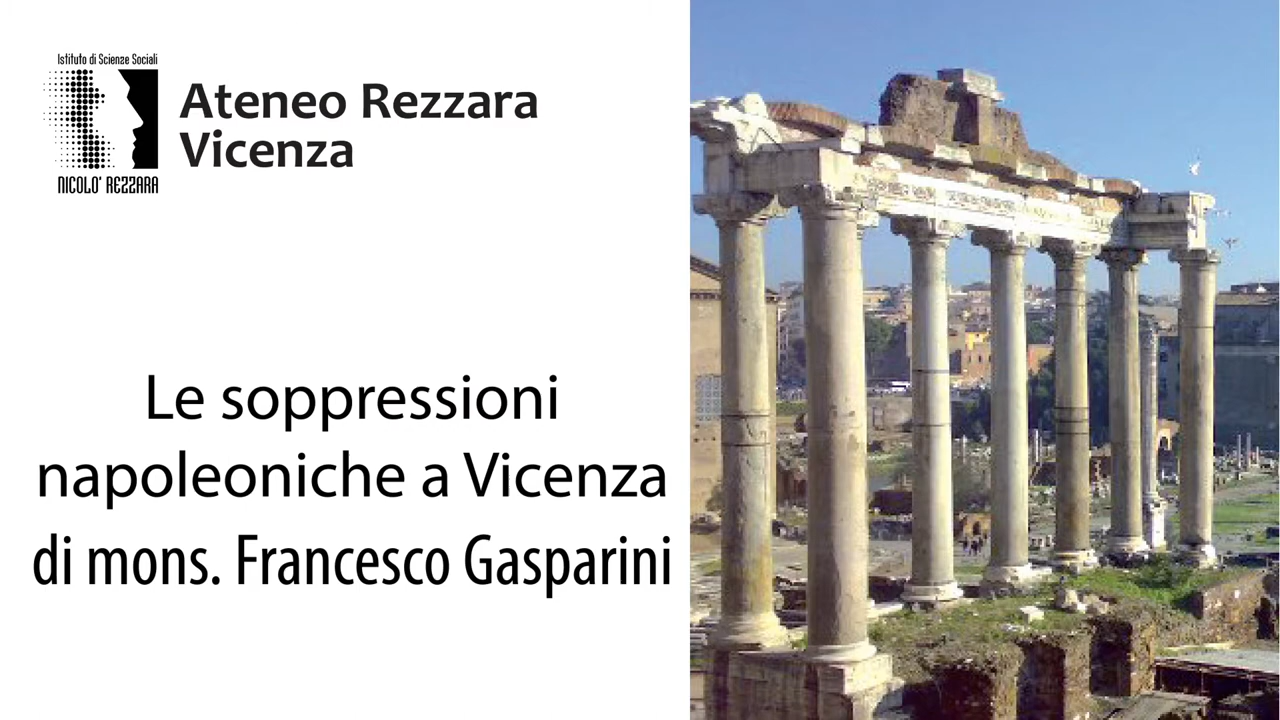 Istituto di Scienze Sociali
NICOLO' REZZARA
Ateneo Rezzara
Vicenza
Le soppressioni
napoleoniche a Vicenza
di mons. Francesco Gasparini